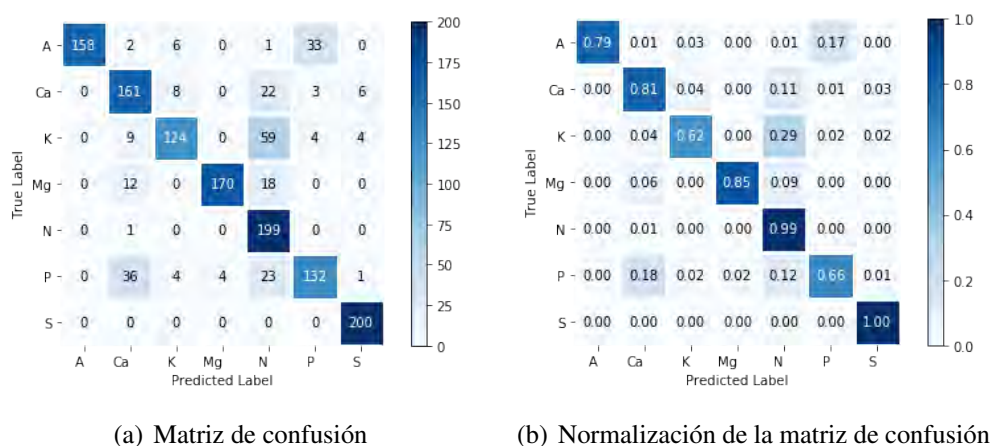 A - 158 2 6 0 1 33 0
Ca - 0 161 8 0 22 3 6
K - 0 9 124 0 59 4 4
Mg - 0 12 0 170 18 0 0
N - 0 1 0 0 199 0 0
P - 0 36 4 4 23 132 1
S - 0 0 0 0 0 0 200
A Ca K Mg N P S
Predicted Label
True Label
200
175
150
125
100
75
50
25
0
(a) Matriz de confusión
A - 0.79 0.01 0.03 0.00 0.01 0.17 0.00
Ca - 0.00 0.81 0.04 0.00 0.11 0.01 0.03
K - 0.00 0.04 0.62 0.00 0.29 0.02 0.02
Mg - 0.00 0.06 0.00 0.85 0.09 0.00 0.00
N - 0.00 0.01 0.00 0.00 0.99 0.00 0.00
P - 0.00 0.18 0.02 0.02 0.12 0.66 0.01
S - 0.00 0.00 0.00 0.00 0.00 0.00 1.00
A Ca K Mg N P S
Predicted Label
True Label
1.0
0.8
0.6
0.4
0.2
0.0
(b) Normalización de la matriz de confusión